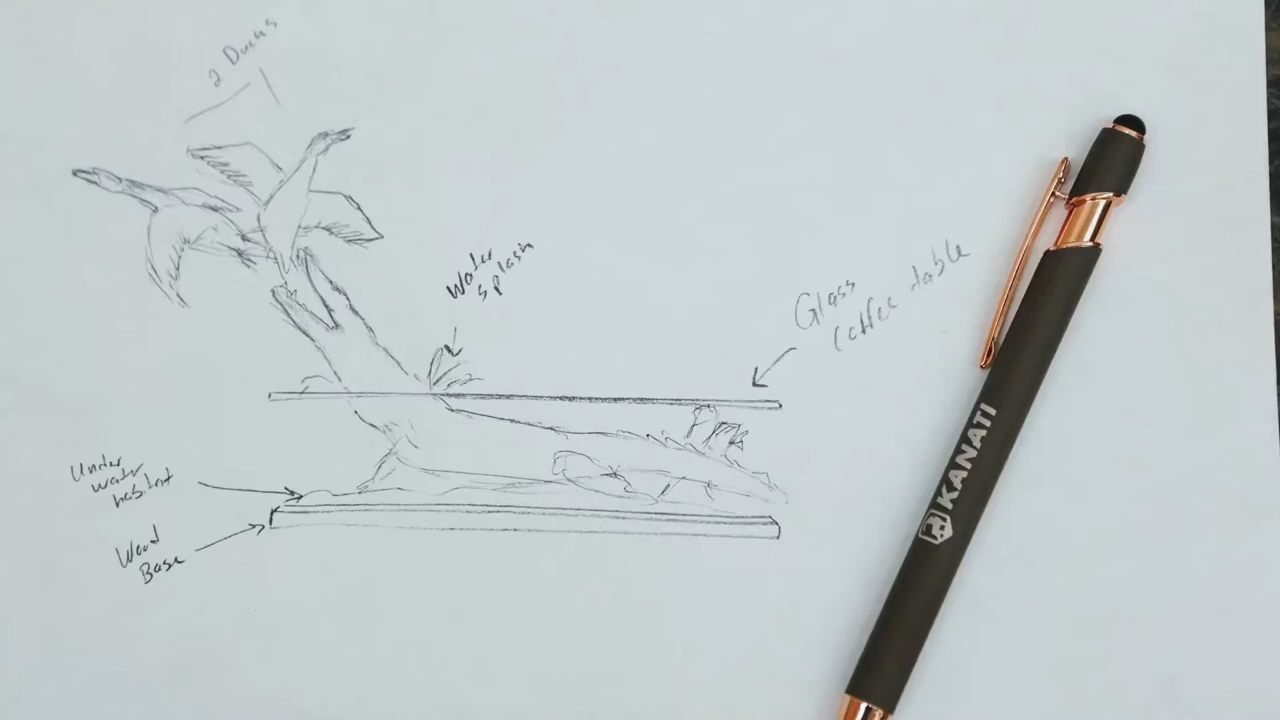 2 Ducks
Water
splash
Glass
Coffee table
Under
water
habitat
Wood
Base
KANATI